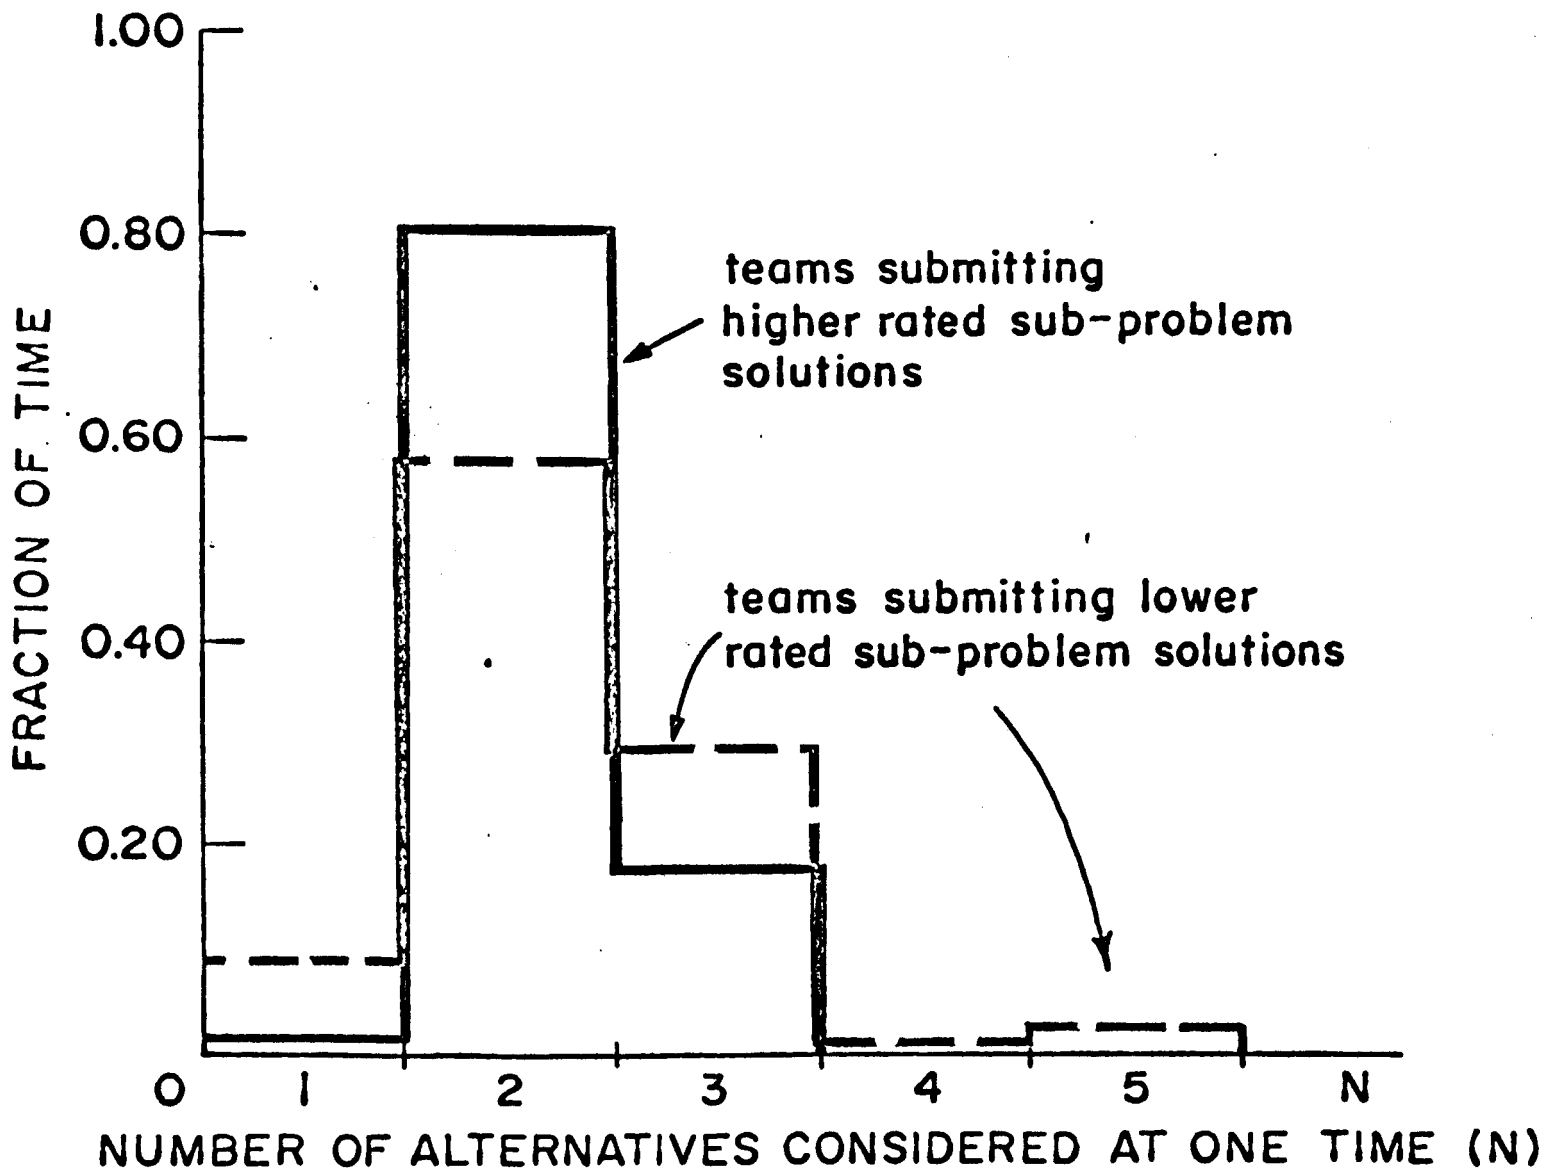 1.00
0.80
0.60
0.40
0.20
FRACTION OF TIME
teams submitting
higher rated sub-problem
solutions
teams submitting lower
rated sub-problem solutions
0 1 2 3 4 5 N
NUMBER OF ALTERNATIVES CONSIDERED AT ONE TIME (N)